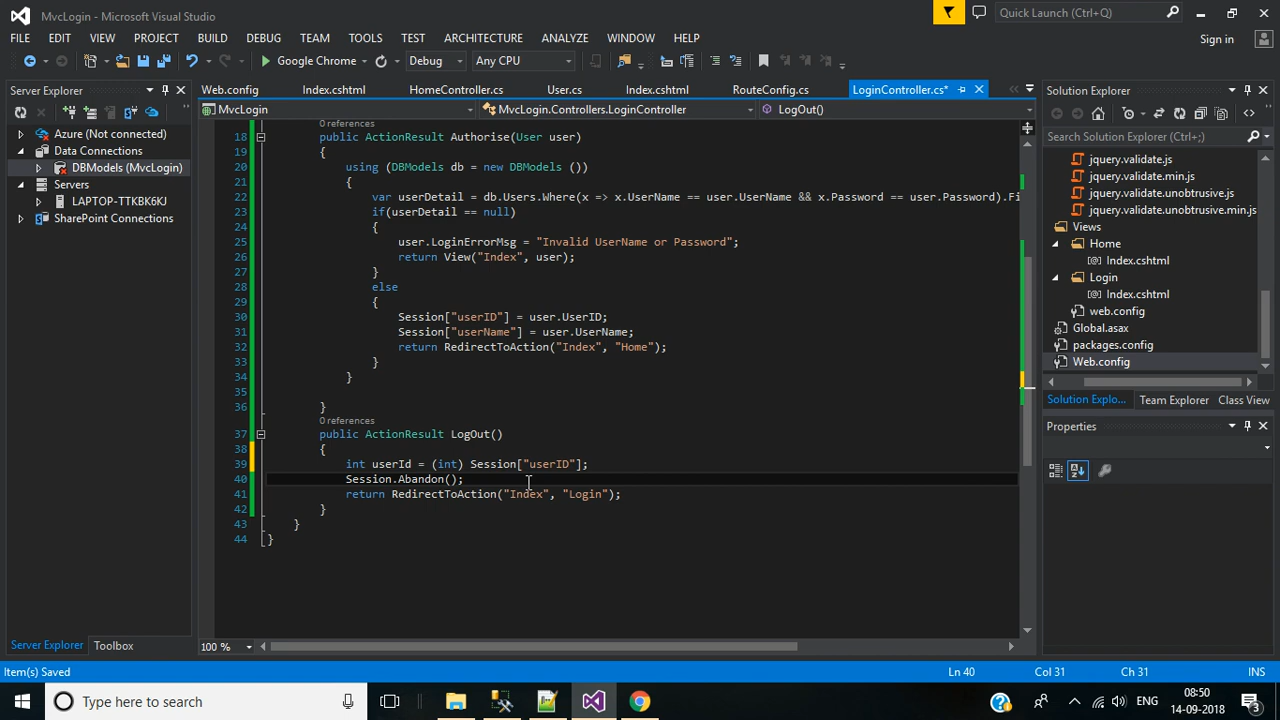 MvcLogin - Microsoft Visual Studio
Quick Launch (Ctrl+Q)
FILE EDIT VIEW PROJECT BUILD DEBUG TEAM TOOLS TEST ARCHITECTURE ANALYZE WINDOW HELP
Sign in
Google Chrome Debug Any CPU
Server Explorer
Azure (Not connected)
Data Connections
DBModels (MvcLogin)
Servers
LAPTOP-TTKBK6KJ
SharePoint Connections
Server Explorer Toolbox
Web.config Index.cshtml HomeController.cs User.cs Index.cshtml RouteConfig.cs LoginController.cs*
MvcLogin MvcLogin.Controllers.LoginController LogOut()
0 references
18 public ActionResult Authorise(User user)
19 {
20 using (DBModels db = new DBModels ())
21 {
22 var userDetail = db.Users.Where(x => x.UserName == user.UserName && x.Password == user.Password).Fi
23 if(userDetail == null)
24 {
25 user.LoginErrorMsg = "Invalid UserName or Password";
26 return View("Index", user);
27 }
28 else
29 {
30 Session["userID"] = user.UserID;
31 Session["userName"] = user.UserName;
32 return RedirectToAction("Index", "Home");
33 }
34 }
35
36 }
0 references
37 public ActionResult LogOut()
38 {
39 int userId = (int) Session["userID"];
40 Session.Abandon();
41 return RedirectToAction("Index", "Login");
42 }
43 }
44 }
100 %
Solution Explorer
Search Solution Explorer (Ctrl+;)
jquery.validate.js
jquery.validate.min.js
jquery.validate.unobtrusive.js
jquery.validate.unobtrusive.min.js
Views
Home
Index.cshtml
Login
Index.cshtml
web.config
Global.asax
packages.config
Web.config
Solution Explo... Team Explorer Class View
Properties
Item(s) Saved Ln 40 Col 31 Ch 31 INS
Type here to search
ENG
08:50
14-09-2018
3